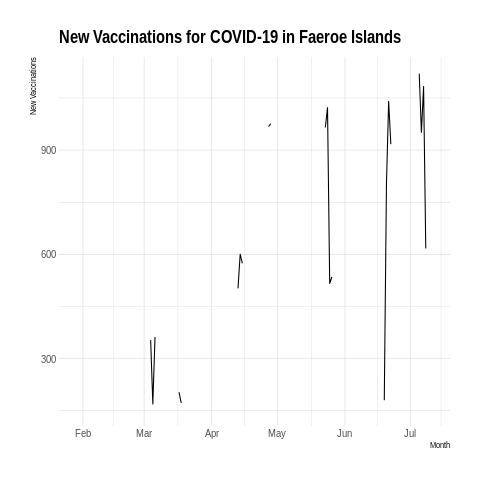 New Vaccinations for COVID-19 in Faeroe Islands
New Vaccinations
900
600
300
Feb Mar Apr May Jun Jul
Month